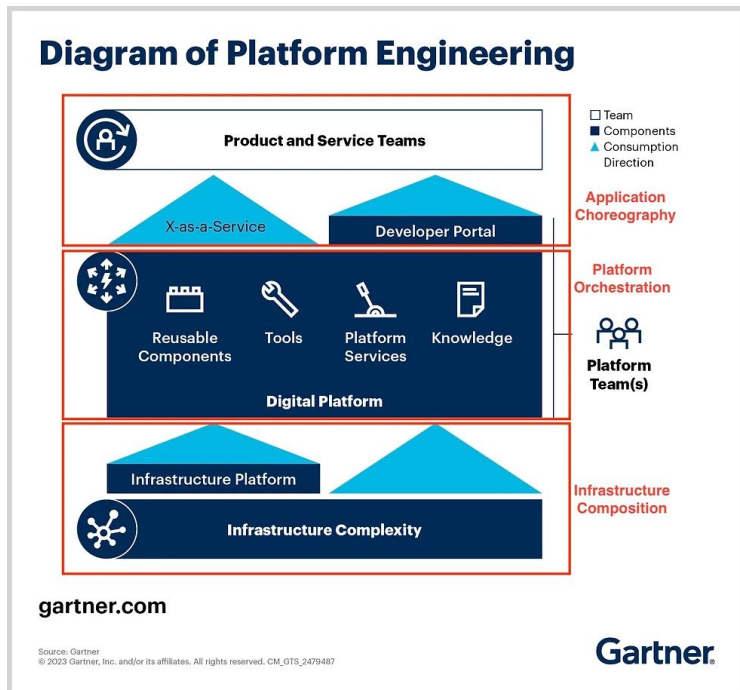 Diagram of Platform Engineering
Product and Service Teams
Team
Components
Consumption
Direction
X-as-a-Service
Developer Portal
Application
Choreography
Platform
Orchestration
Reusable
Components
Tools
Platform
Services
Knowledge
Digital Platform
Platform
Team(s)
Infrastructure Platform
Infrastructure Complexity
Infrastructure
Composition
gartner.com
Source: Gartner
© 2023 Gartner, Inc. and/or its affiliates. All rights reserved. CM_GTS_2479487
Gartner®